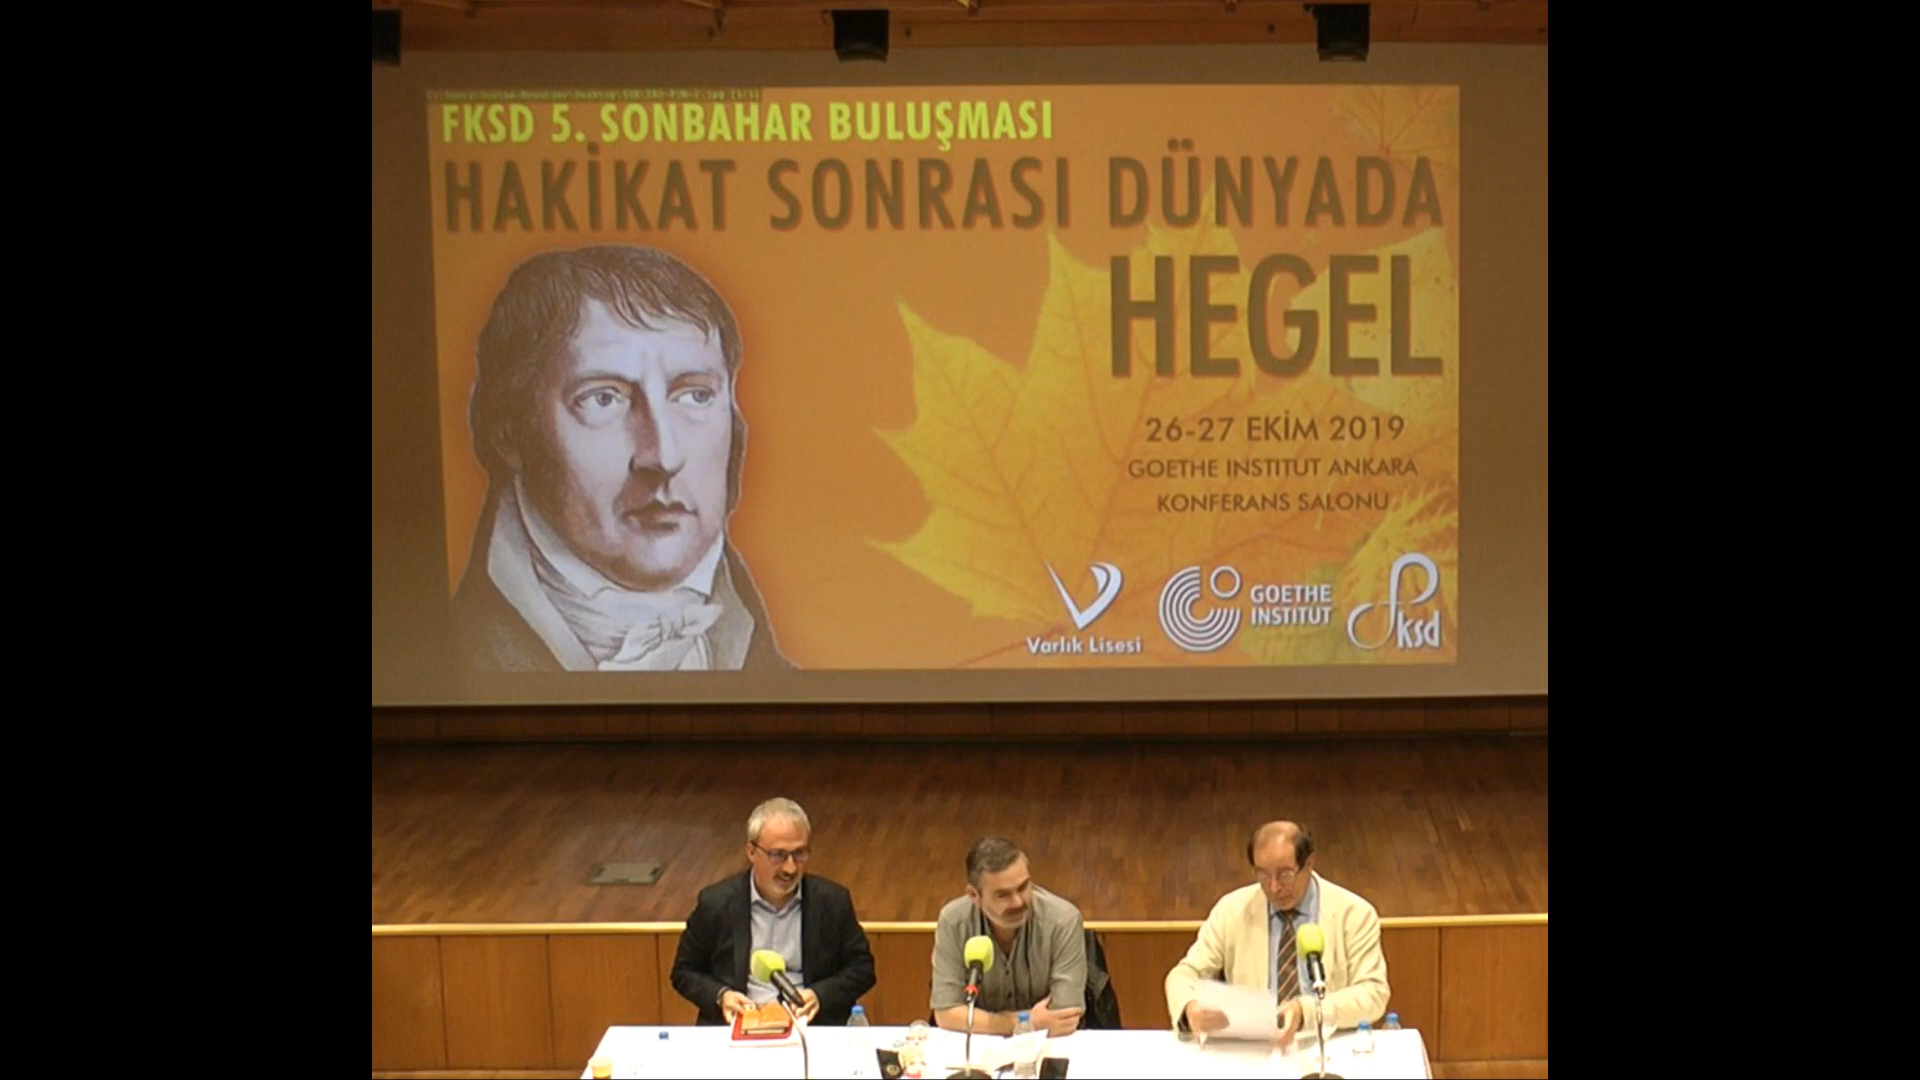 FKSD 5. SONBAHAR BULUŞMASI
HAKİKAT SONRASI DÜNYADA
HEGEL
26-27 EKİM 2019
GOETHE INSTITUT ANKARA
KONFERANS SALONU
Varlık Lisesi
GOETHE
INSTITUT
fksd